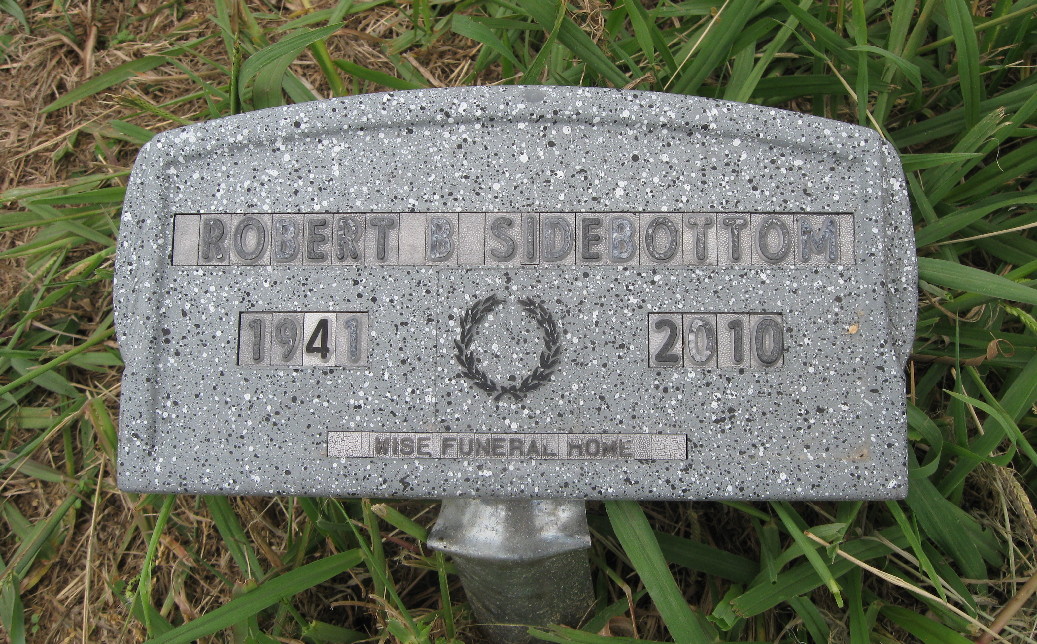 ROBERT B SIDEBOTTOM
1941 2010
WISE FUNERAL HOME